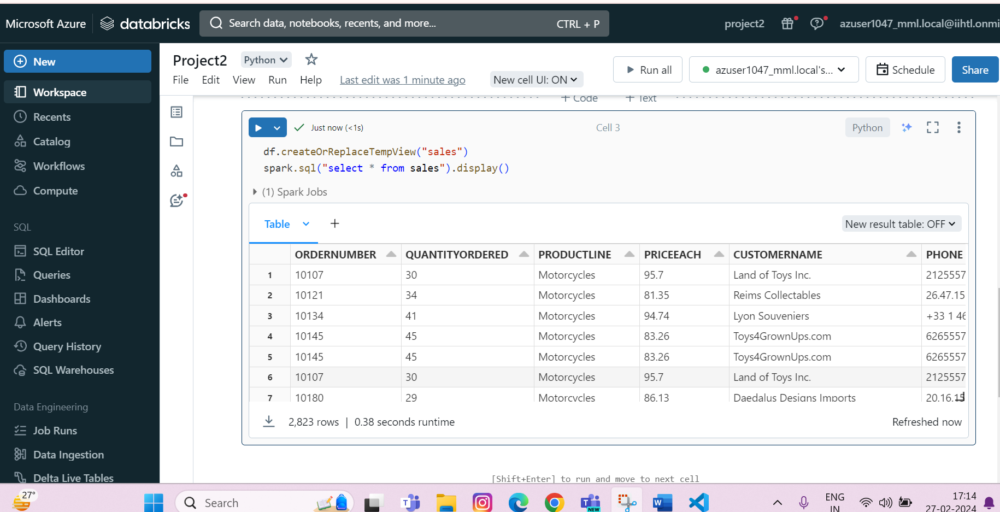 Microsoft Azure
databricks
Search data, notebooks, recents, and more...
CTRL + P
project2
azuser1047_mml.local@iihtl.onmi
New
Workspace
Recents
Catalog
Workflows
Compute
SQL
SQL Editor
Queries
Dashboards
Alerts
Query History
SQL Warehouses
Data Engineering
Job Runs
Data Ingestion
Delta Live Tables
Project2
Python
File Edit View Run Help Last edit was 1 minute ago
New cell UI: ON
Run all
azuser1047_mml.local's...
Schedule
Share
+ Code + Text
Just now (<1s)
Cell 3
Python
df.createOrReplaceTempView("sales")
spark.sql("select * from sales").display()
(1) Spark Jobs
Table +
New result table: OFF
ORDERNUMBER QUANTITYORDERED PRODUCTLINE PRICEEACH CUSTOMERNAME PHONE
1 10107 30 Motorcycles 95.7 Land of Toys Inc. 2125557
2 10121 34 Motorcycles 81.35 Reims Collectables 26.47.15
3 10134 41 Motorcycles 94.74 Lyon Souveniers +33 1 46
4 10145 45 Motorcycles 83.26 Toys4GrownUps.com 6265557
5 10145 45 Motorcycles 83.26 Toys4GrownUps.com 6265557
6 10107 30 Motorcycles 95.7 Land of Toys Inc. 2125557
7 10180 29 Motorcycles 86.13 Daedalus Designs Imports 20.16.15
2,823 rows | 0.38 seconds runtime
Refreshed now
[Shift+Enter] to run and move to next cell
27°
Search
NEW
ENG
IN
17:14
27-02-2024